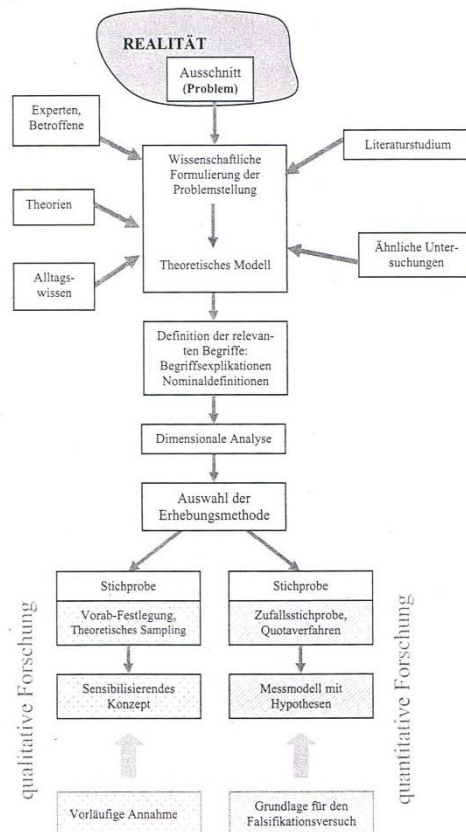 REALITÄT
Ausschnitt
(Problem)
Experten,
Betroffene
Wissenschaftliche
Formulierung der
Problemstellung
Literaturstudium
Theorien
Theoretisches Modell
Ähnliche Unter-
suchungen
Alltags-
wissen
Definition der relevan-
ten Begriffe:
Begriffsexplikationen
Nominaldefinitionen
Dimensionale Analyse
Auswahl der
Erhebungsmethode
qualitative Forschung
Stichprobe
Vorab-Festlegung,
Theoretisches Sampling
Sensibilisierendes
Konzept
Vorläufige Annahme
Stichprobe
Zufallsstichprobe,
Quotaverfahren
Messmodell mit
Hypothesen
Grundlage für den
Falsifikationsversuch
quantitative Forschung